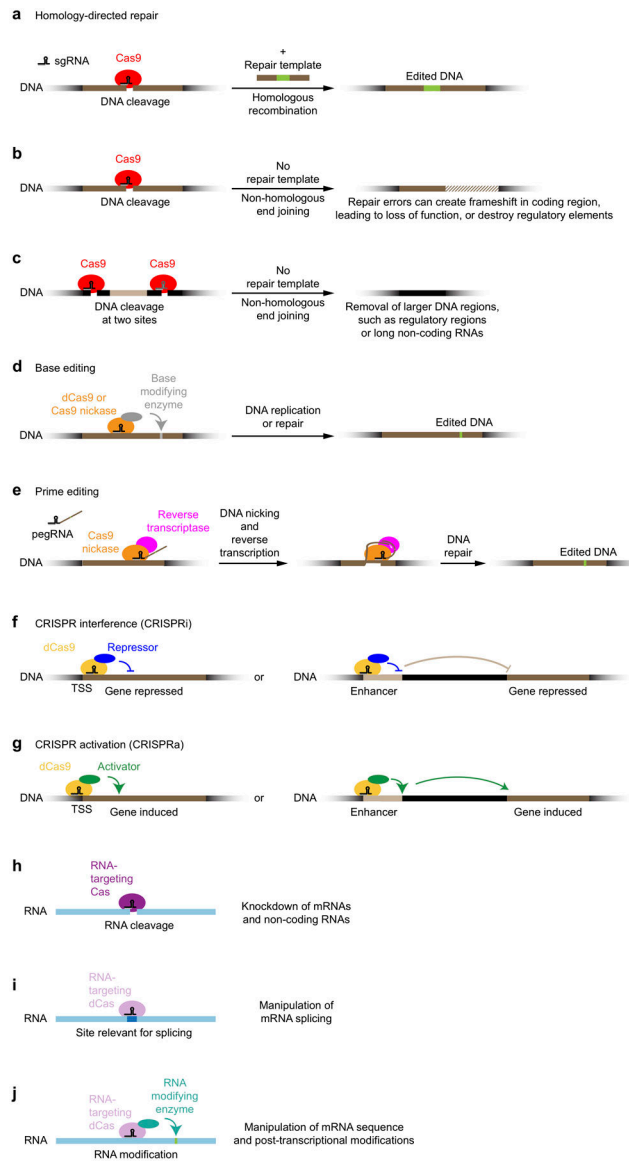 a Homology-directed repair
sgRNA
Cas9
DNA
DNA cleavage
+
Repair template
Homologous
recombination
Edited DNA
b
Cas9
DNA
DNA cleavage
No
repair template
Non-homologous
end joining
Repair errors can create frameshift in coding region,
leading to loss of function, or destroy regulatory elements
c
Cas9
Cas9
DNA
DNA cleavage
at two sites
No
repair template
Non-homologous
end joining
Removal of larger DNA regions,
such as regulatory regions
or long non-coding RNAs
d Base editing
dCas9 or
Cas9 nickase
Base
modifying
enzyme
DNA
DNA replication
or repair
Edited DNA
e Prime editing
pegRNA
Cas9
nickase
Reverse
transcriptase
DNA
DNA nicking
and
reverse
transcription
DNA
repair
Edited DNA
f CRISPR interference (CRISPRi)
dCas9
Repressor
DNA
TSS
Gene repressed
or
DNA
Enhancer
Gene repressed
g CRISPR activation (CRISPRa)
dCas9
Activator
DNA
TSS
Gene induced
or
DNA
Enhancer
Gene induced
h
RNA-
targeting
Cas
RNA
RNA cleavage
Knockdown of mRNAs
and non-coding RNAs
i
RNA-
targeting
dCas
RNA
Site relevant for splicing
Manipulation of
mRNA splicing
j
RNA-
targeting
dCas
RNA
modifying
enzyme
RNA
RNA modification
Manipulation of mRNA sequence
and post-transcriptional modifications